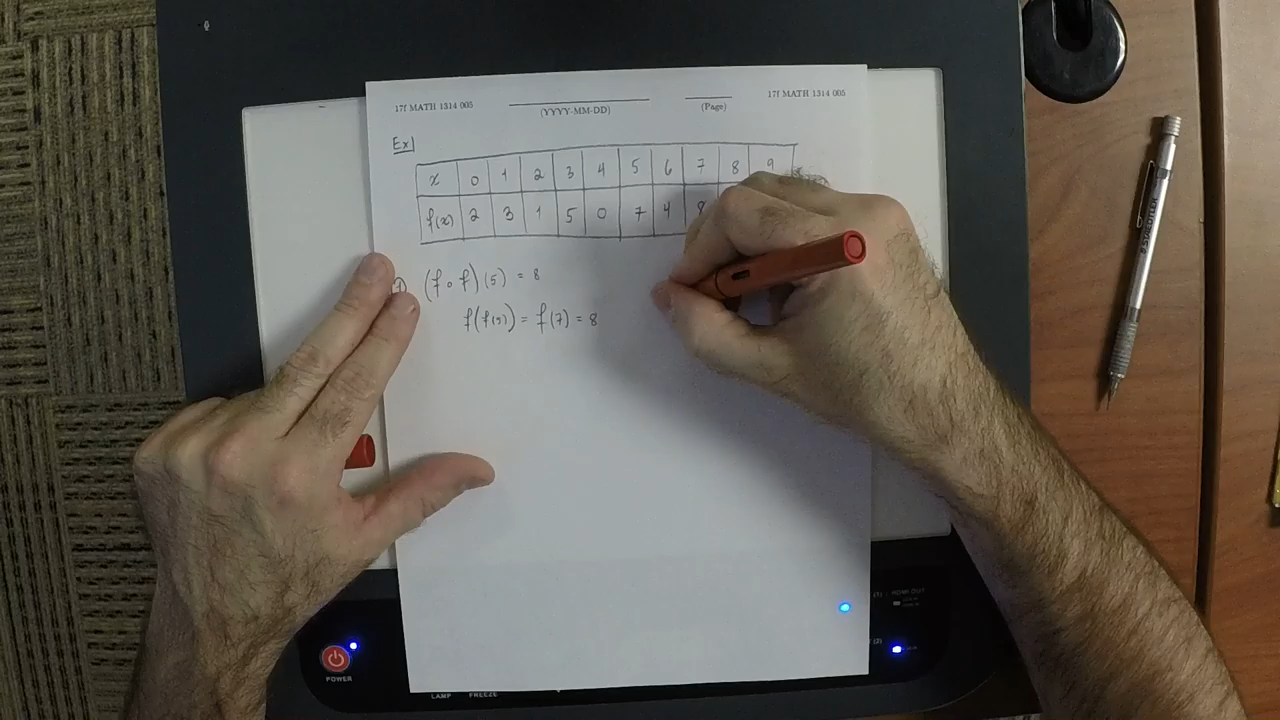 17f MATH 1314 005
(YYYY-MM-DD)
(Page)
17f MATH 1314 005
Ex1
x 0 1 2 3 4 5 6 7 8 9
f(x) 2 3 1 5 0 7 4 8
(f ∘ f)(5) = 8
f(f(5)) = f(7) = 8
POWER
LAMP FREEZE
STAEDTLER